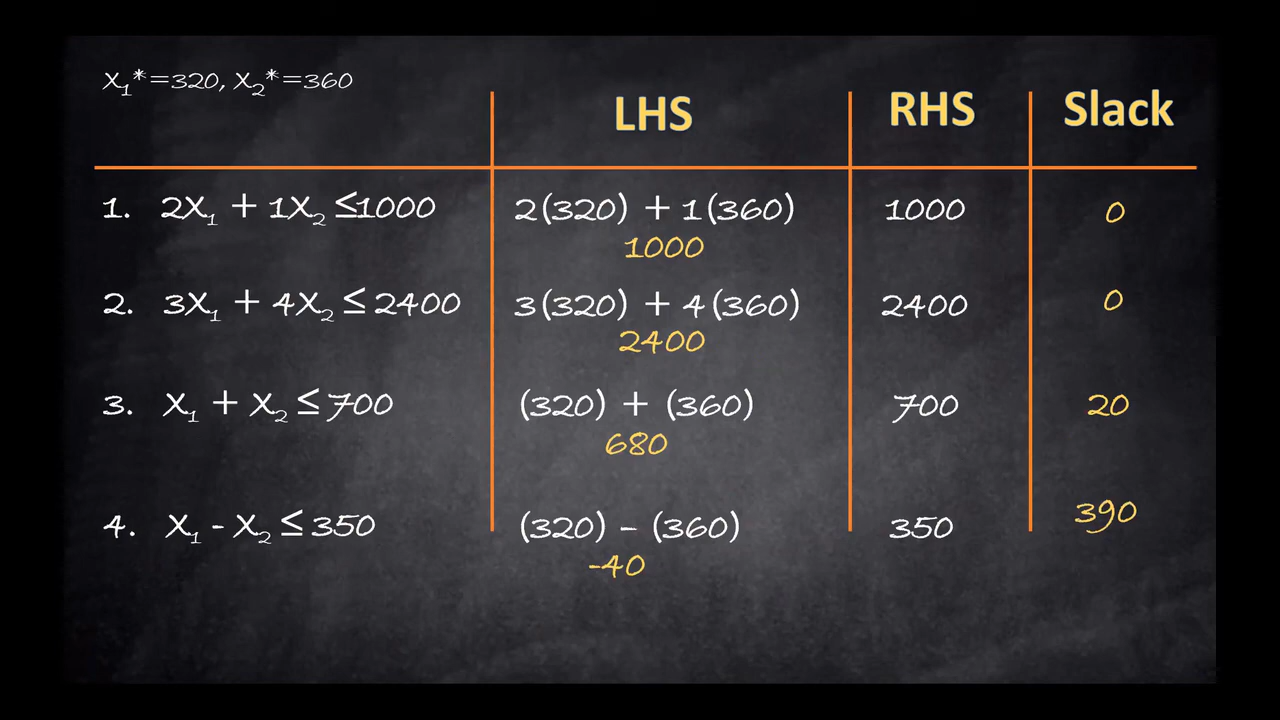 X₁*=320, X₂*=360
LHS RHS Slack
1. 2X₁ + 1X₂ ≤1000 2(320) + 1(360) 1000 0
1000
2. 3X₁ + 4X₂ ≤ 2400 3(320) + 4(360) 2400 0
2400
3. X₁ + X₂ ≤ 700 (320) + (360) 700 20
680
4. X₁ - X₂ ≤ 350 (320) - (360) 350 390
-40